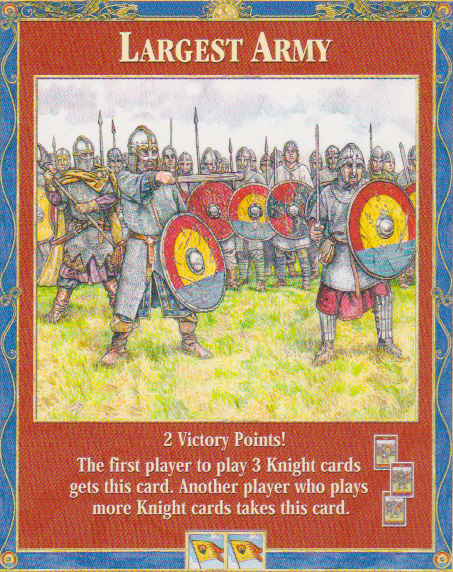 LARGEST ARMY
2 Victory Points!
The first player to play 3 Knight cards
gets this card. Another player who plays
more Knight cards takes this card.